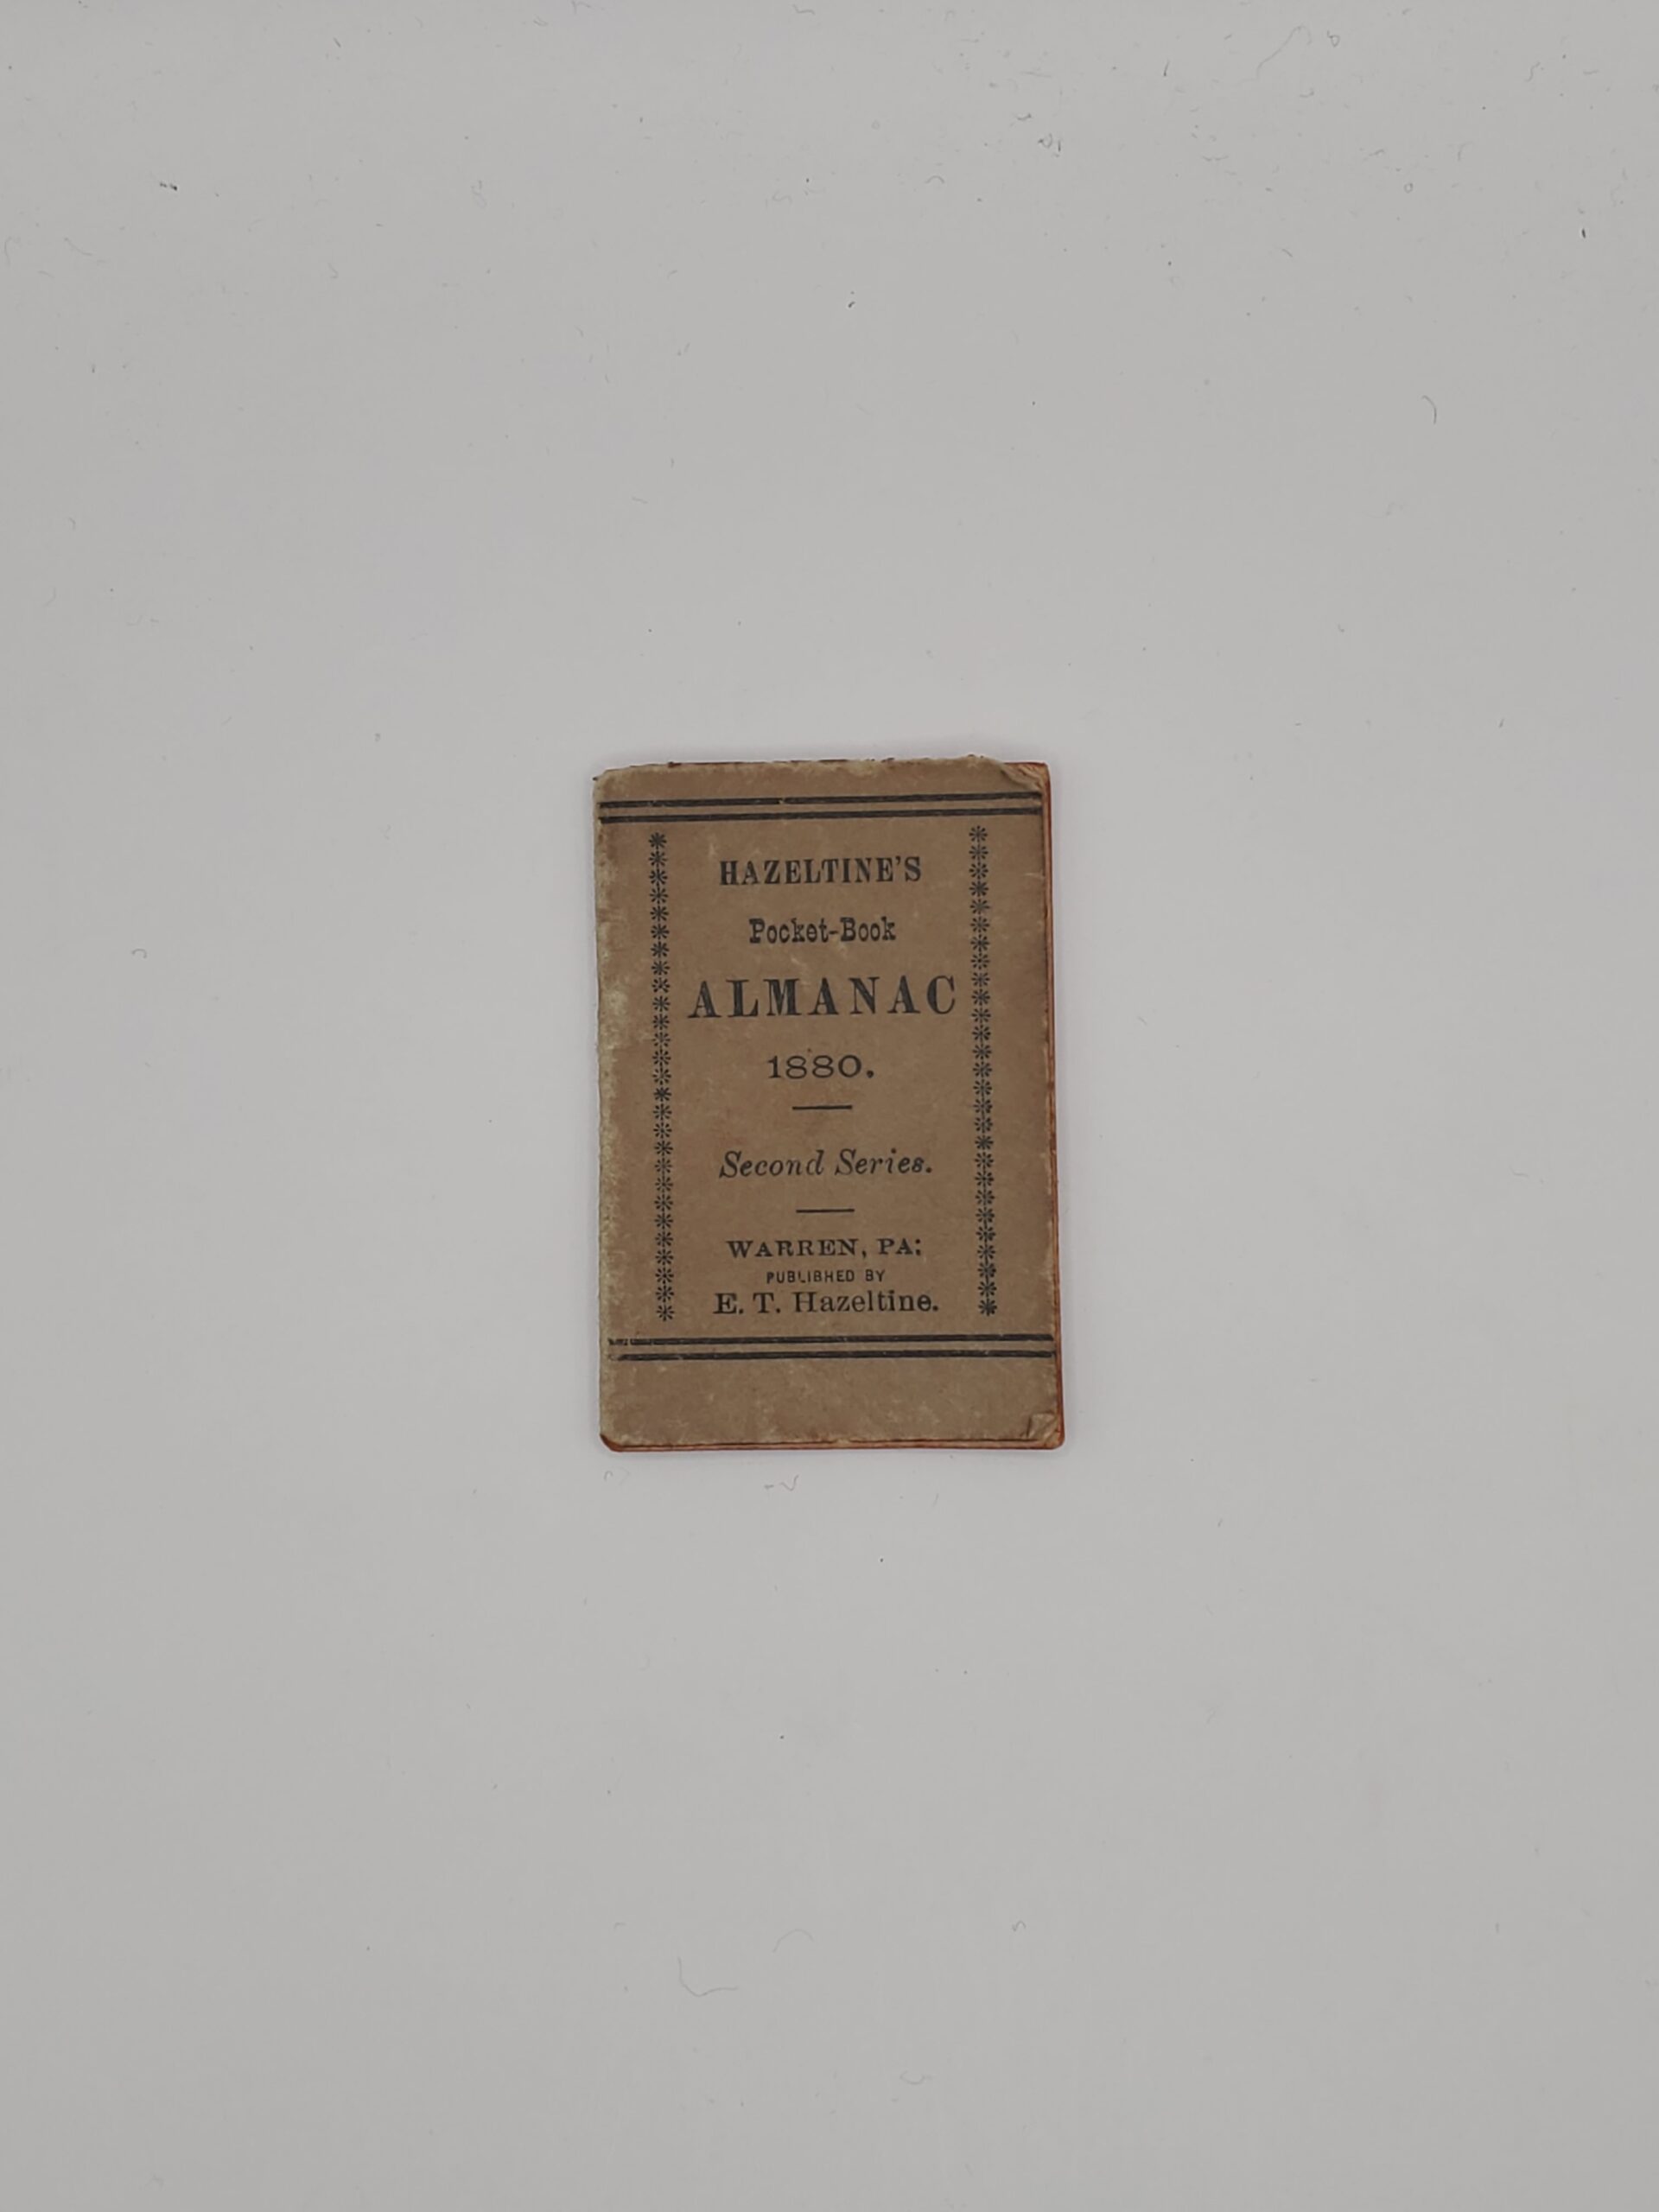 HAZELTINE'S
Pocket-Book
ALMANAC
1880.
Second Series.
WARREN, PA:
PUBLISHED BY
E. T. Hazeltine.